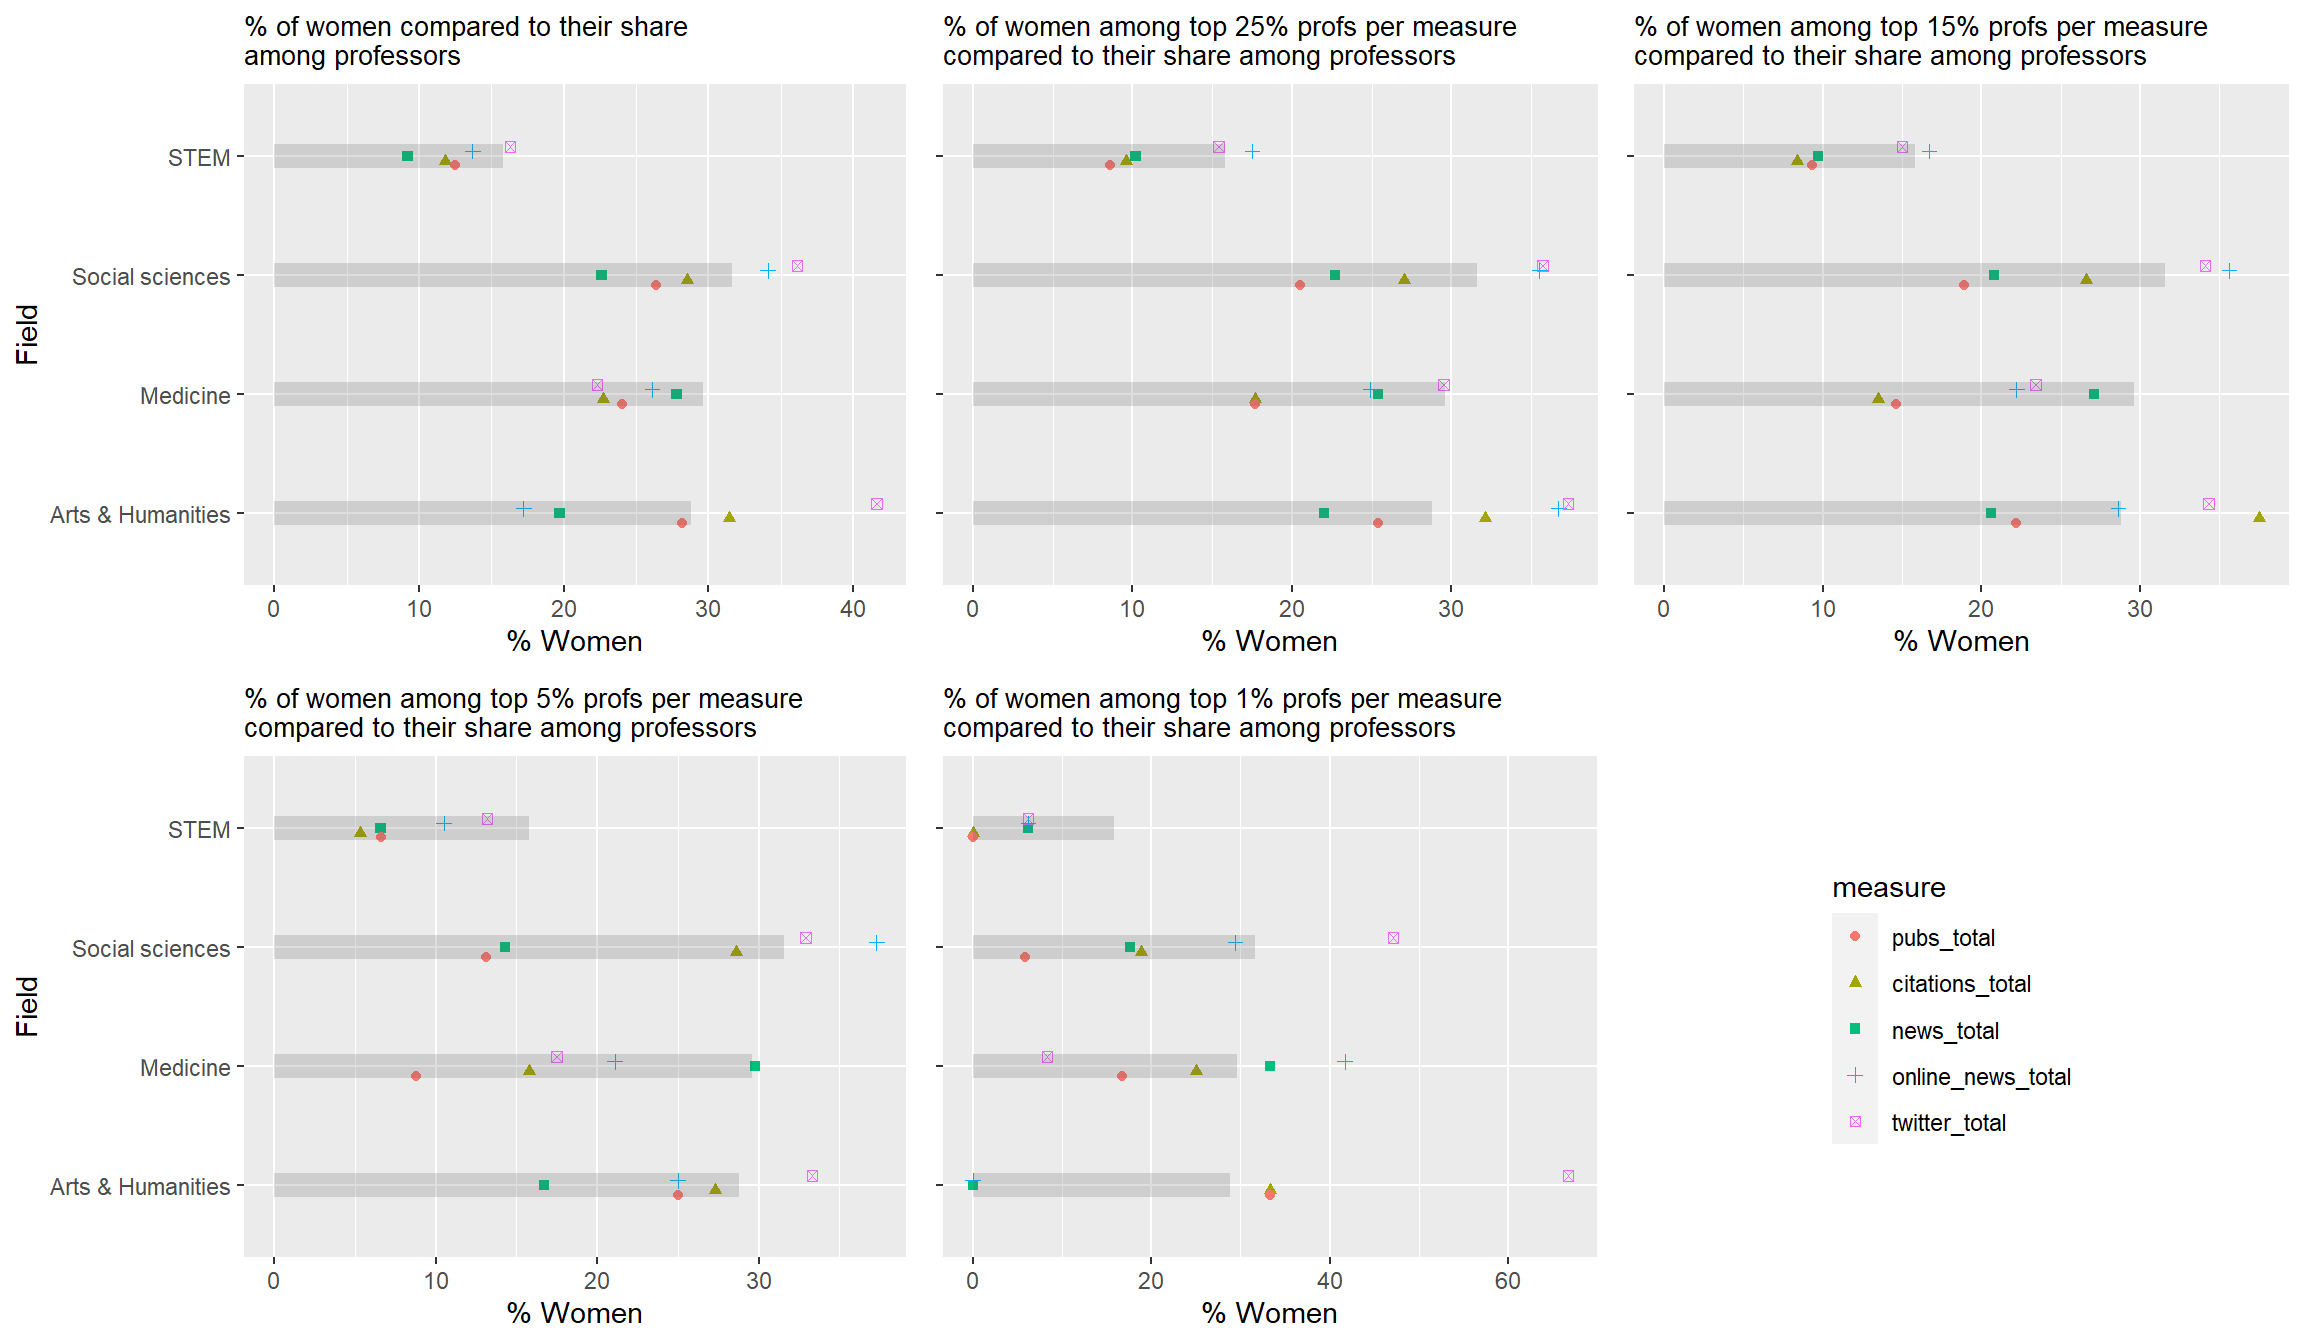 % of women compared to their share
among professors
% of women among top 25% profs per measure
compared to their share among professors
% of women among top 15% profs per measure
compared to their share among professors
Field
STEM
Social sciences
Medicine
Arts & Humanities
0 10 20 30 40
% Women
0 10 20 30
% Women
0 10 20 30
% Women
% of women among top 5% profs per measure
compared to their share among professors
% of women among top 1% profs per measure
compared to their share among professors
Field
STEM
Social sciences
Medicine
Arts & Humanities
0 10 20 30
% Women
0 20 40 60
% Women
measure
pubs_total
citations_total
news_total
online_news_total
twitter_total